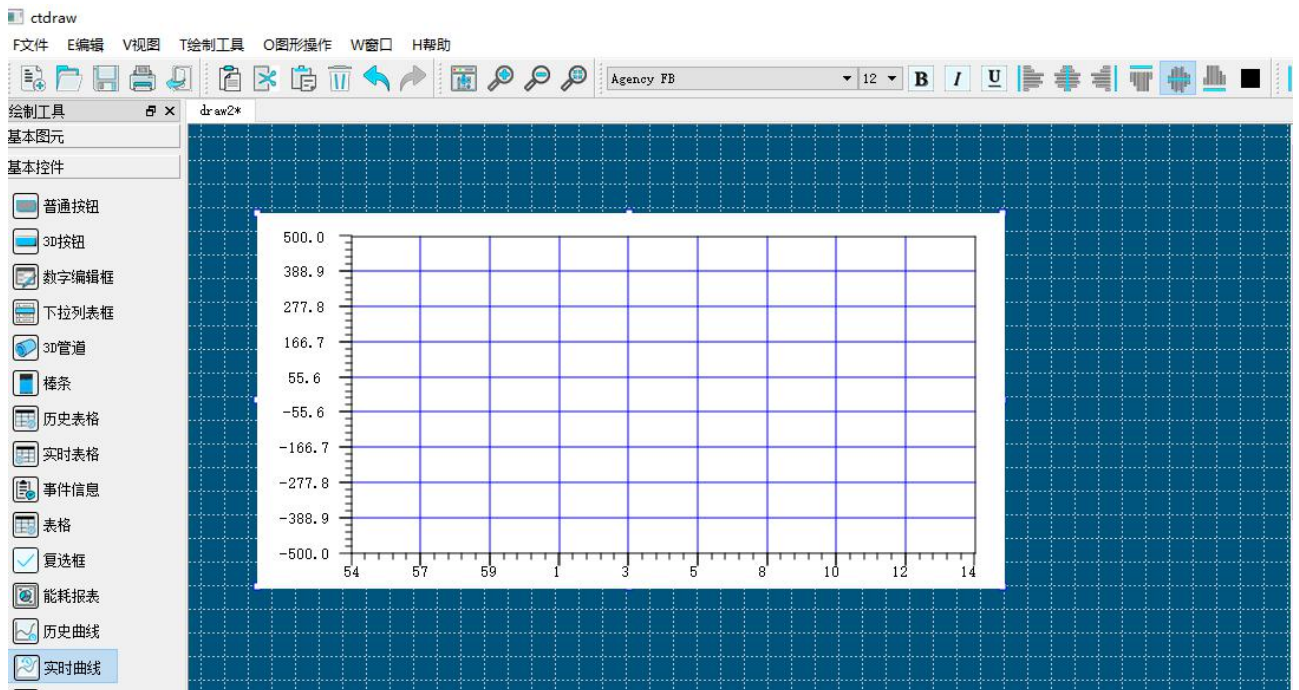 ctdraw
F文件 E编辑 V视图 T绘制工具 O图形操作 W窗口 H帮助
Agency FB 12 B I U
绘制工具
draw2*
基本图元
基本控件
普通按钮
3D按钮
数字编辑框
下拉列表框
3D管道
棒条
历史表格
实时表格
事件信息
表格
复选框
能耗报表
历史曲线
实时曲线
500.0
388.9
277.8
166.7
55.6
-55.6
-166.7
-277.8
-388.9
-500.0
54 57 59 1 3 5 8 10 12 14